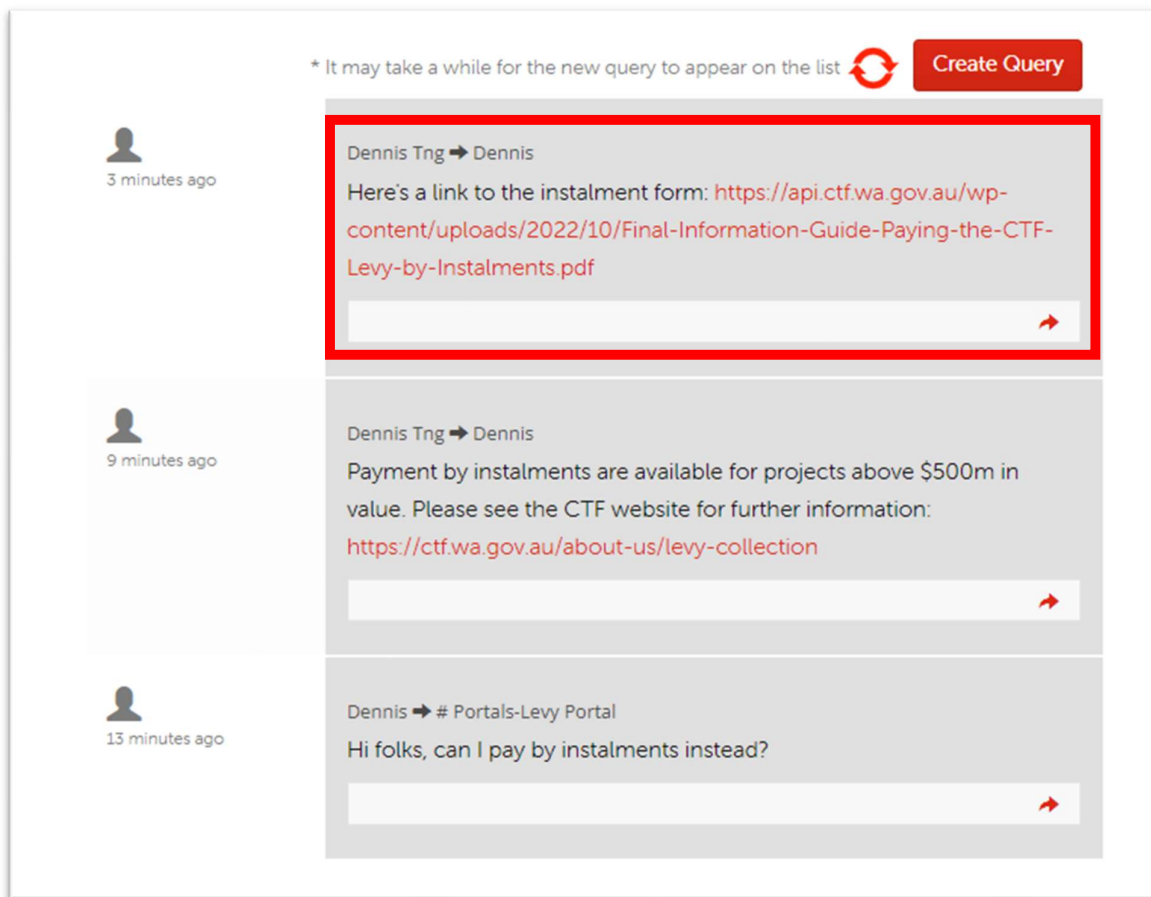 * It may take a while for the new query to appear on the list
Create Query
3 minutes ago
Dennis Tng ➜ Dennis
Here's a link to the instalment form: https://api.ctf.wa.gov.au/wp-
content/uploads/2022/10/Final-Information-Guide-Paying-the-CTF-
Levy-by-Instalments.pdf
9 minutes ago
Dennis Tng ➜ Dennis
Payment by instalments are available for projects above $500m in
value. Please see the CTF website for further information:
https://ctf.wa.gov.au/about-us/levy-collection
13 minutes ago
Dennis ➜ # Portals-Levy Portal
Hi folks, can I pay by instalments instead?